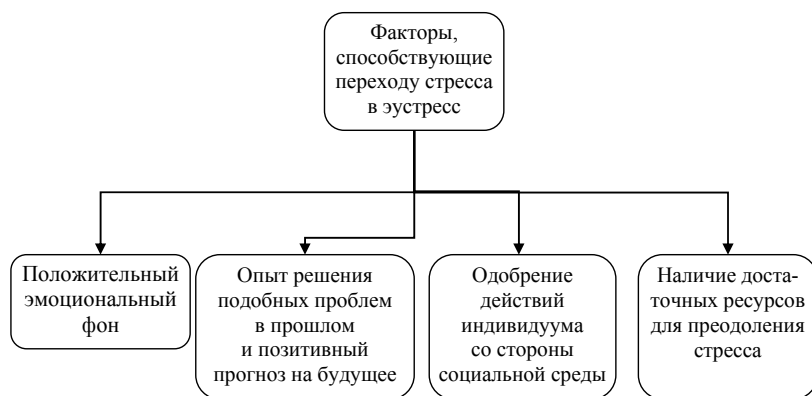 Факторы,
способствующие
переходу стресса
в эустресс
Положительный
эмоциональный
фон
Опыт решения
подобных проблем
в прошлом
и позитивный
прогноз на будущее
Одобрение
действий
индивидуума
со стороны
социальной среды
Наличие доста-
точных ресурсов
для преодоления
стресса